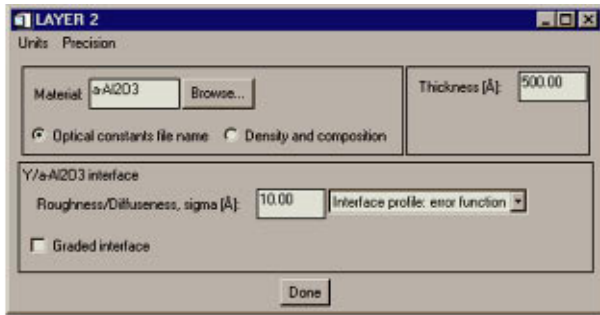 LAYER 2
Units Precision
Material: a-Al2O3 Browse... Thickness [Å]: 500.00
Optical constants file name Density and composition
Y/a-Al2O3 interface
Roughness/Diffuseness, sigma [Å]: 10.00 Interface profile: error function
Graded interface
Done